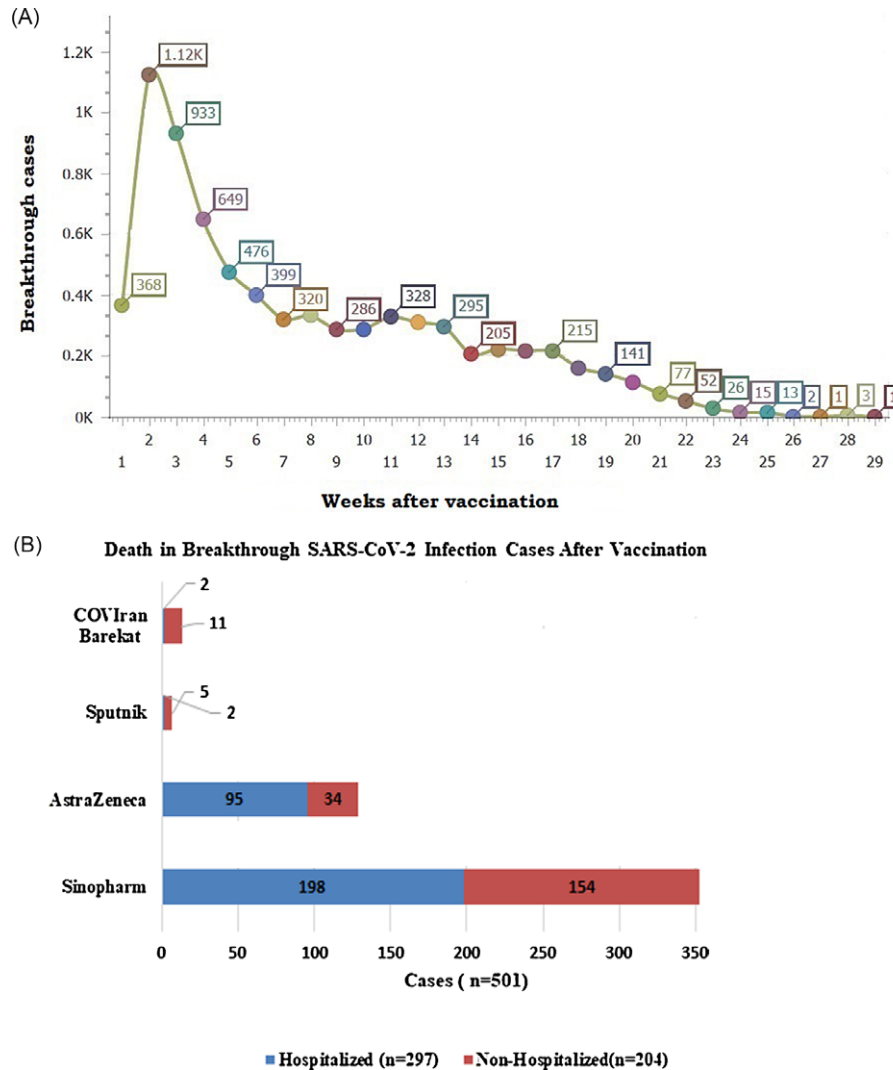 (A)
1.2K
1K
0.8K
0.6K
0.4K
0.2K
0K
Breakthrough cases
1.12K
933
649
476
399
368
320
286
328
295
205
215
141
77
52
26
15
13
2
1
3
2 4 6 8 10 12 14 16 18 20 22 24 26 28
1 3 5 7 9 11 13 15 17 19 21 23 25 27 29
Weeks after vaccination
(B) Death in Breakthrough SARS-CoV-2 Infection Cases After Vaccination
COVIran
Barekat
2
11
Sputnik
5
2
AstraZeneca
95 34
Sinopharm
198 154
0 50 100 150 200 250 300 350
Cases ( n=501)
Hospitalized (n=297) Non-Hospitalized(n=204)